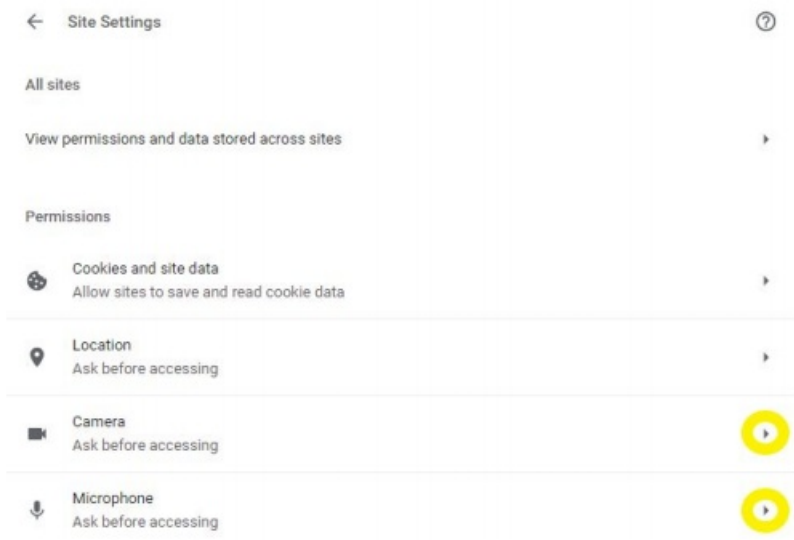 Site Settings
All sites
View permissions and data stored across sites
Permissions
Cookies and site data
Allow sites to save and read cookie data
Location
Ask before accessing
Camera
Ask before accessing
Microphone
Ask before accessing